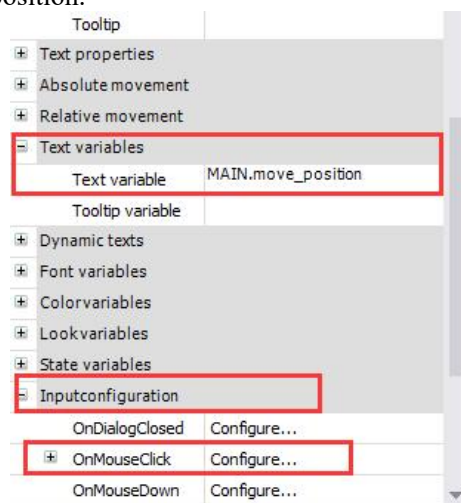 position.
Tooltip
Text properties
Absolute movement
Relative movement
Text variables
Text variable MAIN.move_position
Tooltip variable
Dynamic texts
Font variables
Colorvariables
Lookvariables
State variables
Inputconfiguration
OnDialogClosed Configure...
OnMouseClick Configure...
OnMouseDown Configure...